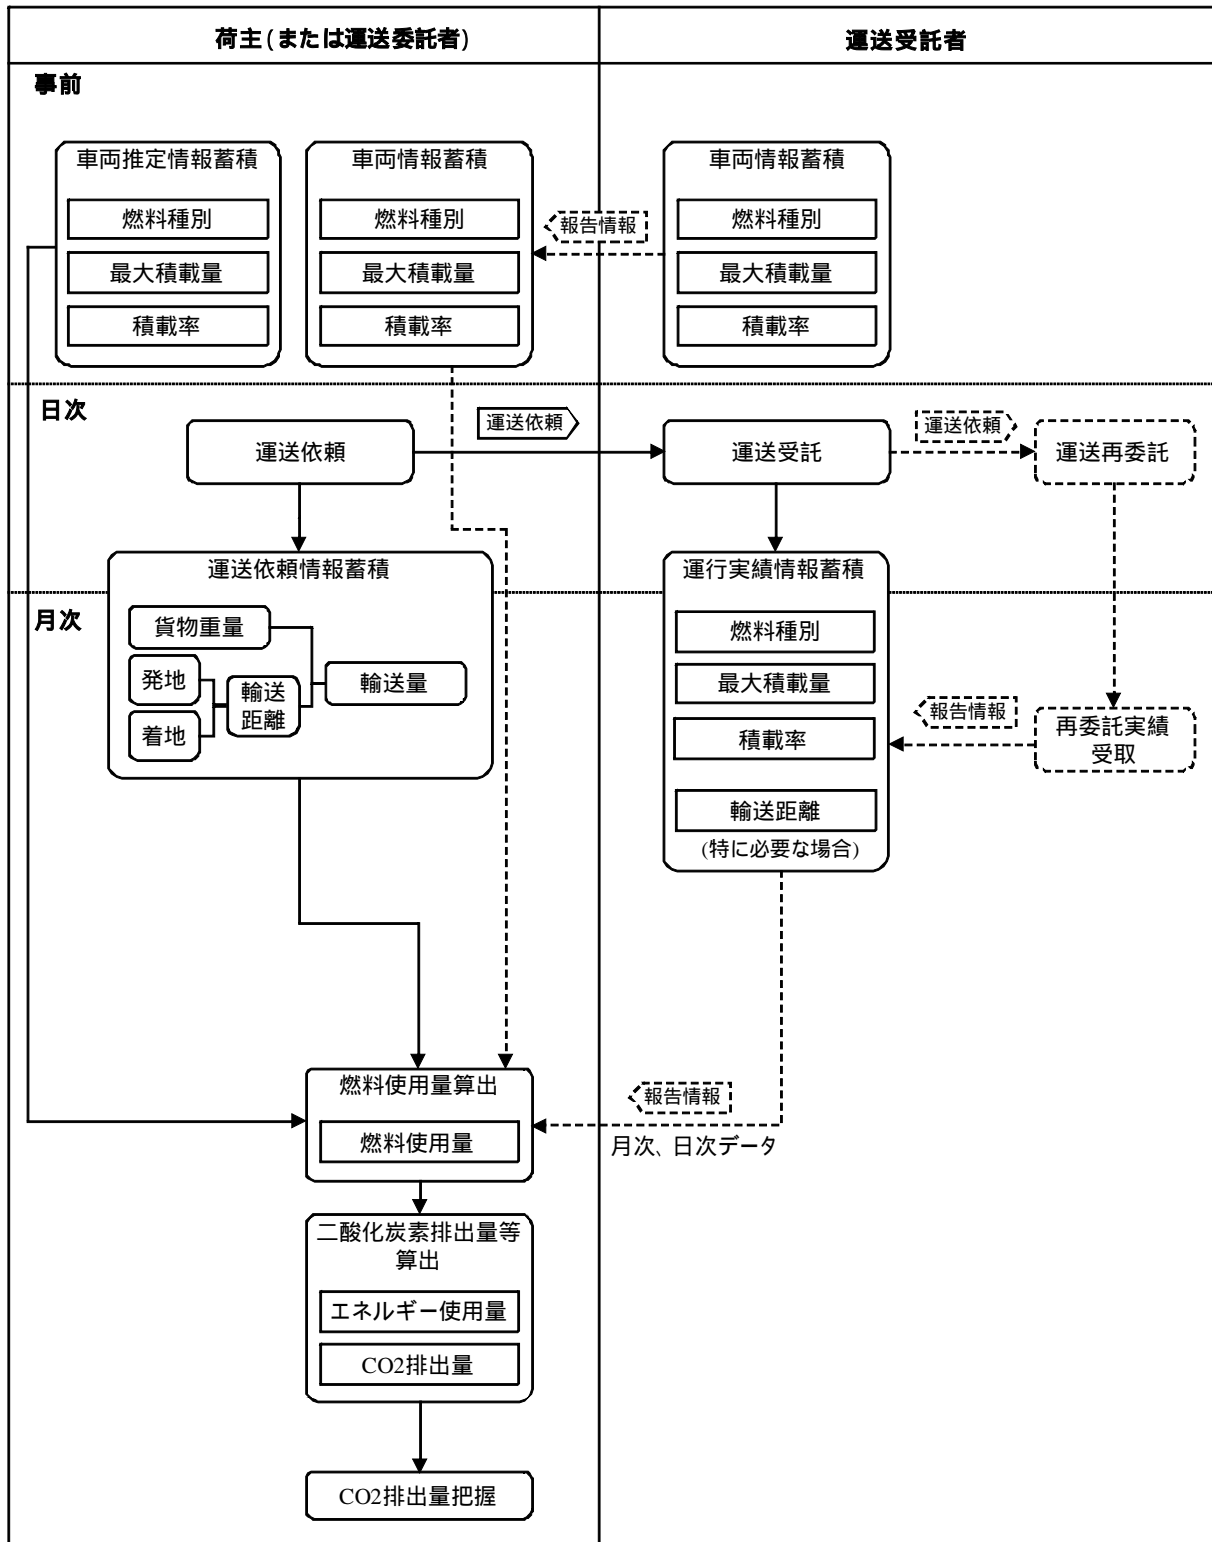 荷主(または運送委託者)
運送受託者
事前
車両推定情報蓄積
燃料種別
最大積載量
積載率
車両情報蓄積
燃料種別
最大積載量
積載率
報告情報
車両情報蓄積
燃料種別
最大積載量
積載率
日次
運送依頼
運送依頼
運送受託
運送依頼
運送再委託
運送依頼情報蓄積
運行実績情報蓄積
月次
貨物重量
発地
着地
輸送
距離
輸送量
燃料種別
最大積載量
積載率
輸送距離
(特に必要な場合)
報告情報
再委託実績
受取
燃料使用量算出
燃料使用量
報告情報
月次、日次データ
二酸化炭素排出量等
算出
エネルギー使用量
CO2排出量
CO2排出量把握